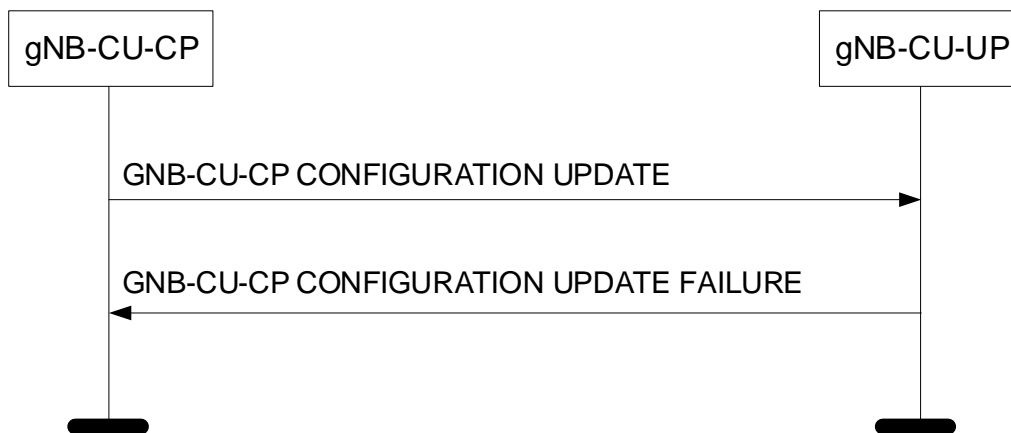 gNB-CU-CP
gNB-CU-UP
GNB-CU-CP CONFIGURATION UPDATE
GNB-CU-CP CONFIGURATION UPDATE FAILURE